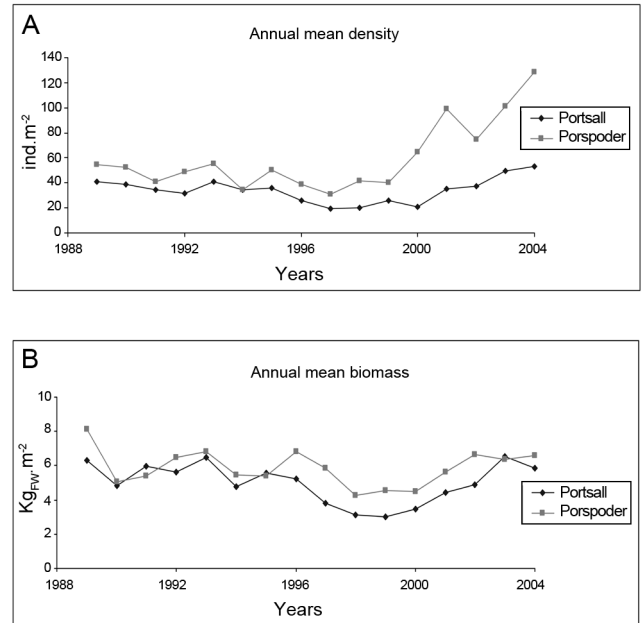 A
Annual mean density
140
120
100
80
60
40
20
0
ind.m-2
1988 1992 1996 2000 2004
Years
Portsall
Porspoder
B
Annual mean biomass
10
8
6
4
2
0
KgFW.m-2
1988 1992 1996 2000 2004
Years
Portsall
Porspoder